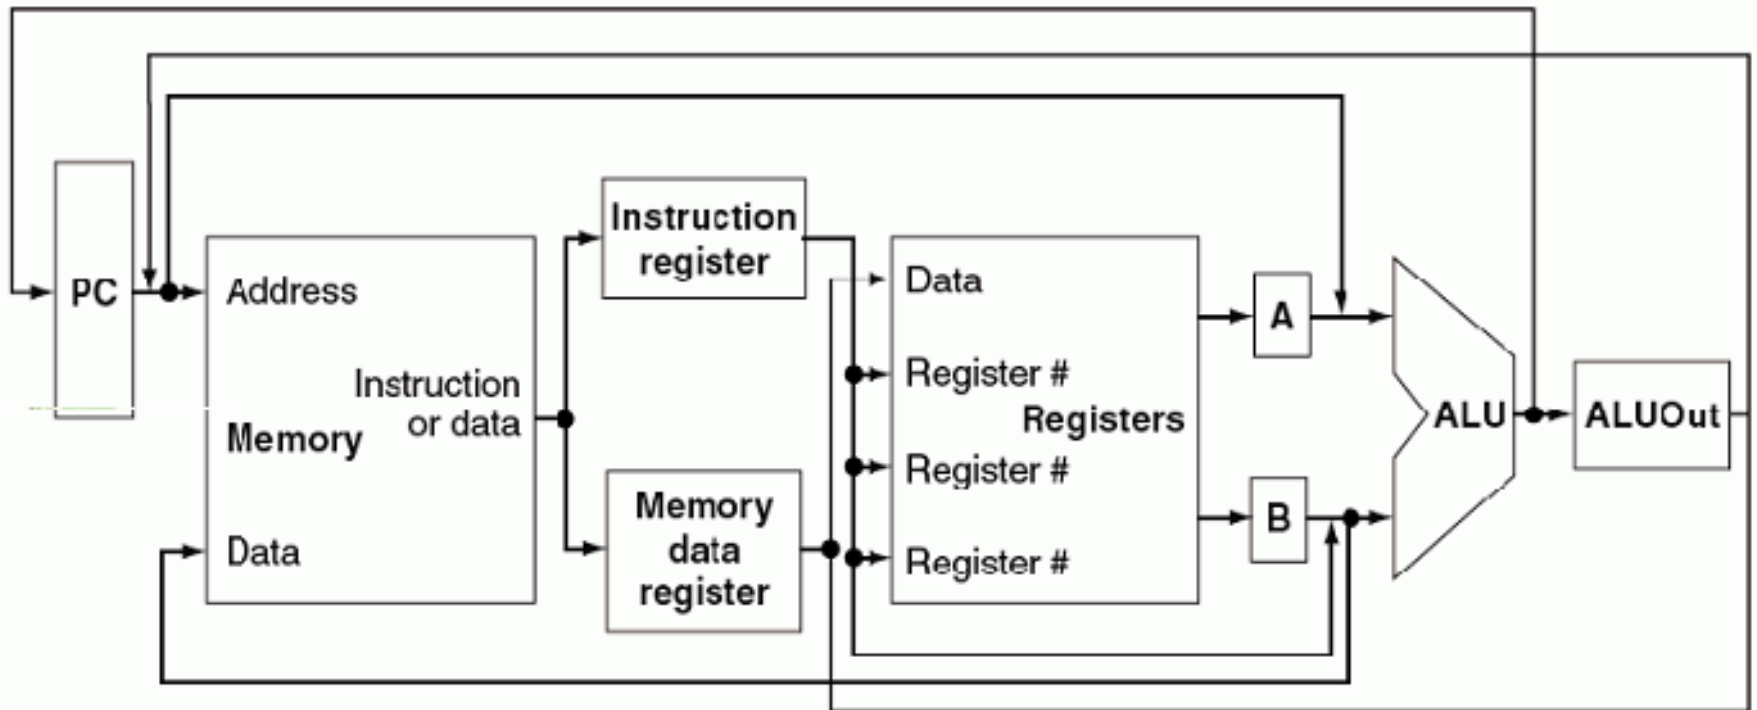 PC
Address
Instruction
or data
Memory
Data
Instruction
register
Memory
data
register
Data
Register #
Registers
Register #
Register #
A
B
ALU
ALUOut